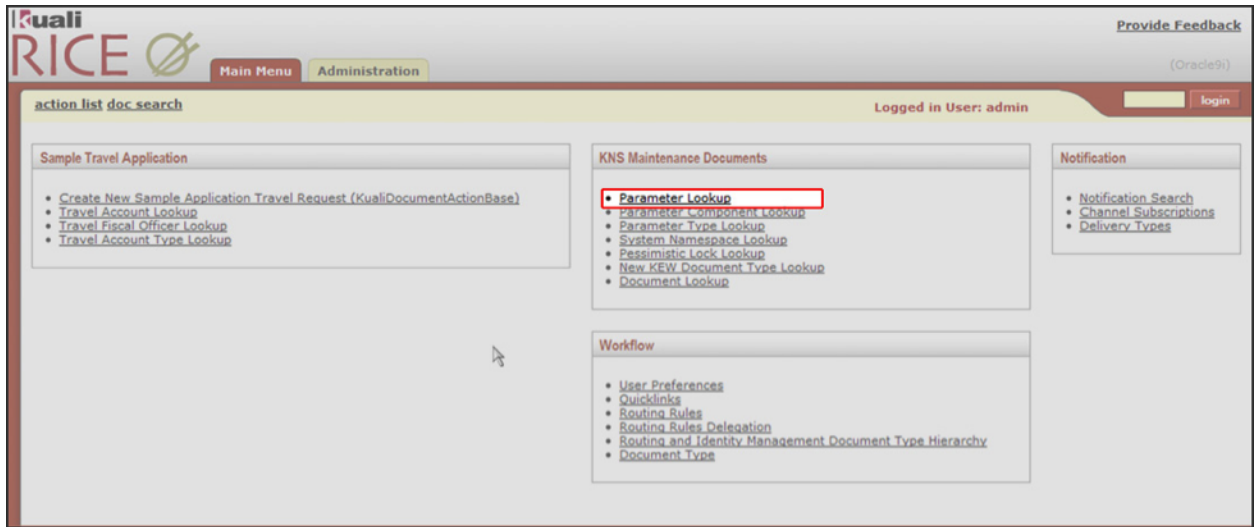 Kuali
RICE
Provide Feedback
Main Menu Administration
(Oracle9i)
action list doc search
Logged in User: admin
login
Sample Travel Application
Create New Sample Application Travel Request (KualiDocumentActionBase)
Travel Account Lookup
Travel Fiscal Officer Lookup
Travel Account Type Lookup
KNS Maintenance Documents
Parameter Lookup
Parameter Component Lookup
Parameter Type Lookup
System Namespace Lookup
Pessimistic Lock Lookup
New KEW Document Type Lookup
Document Lookup
Notification
Notification Search
Channel Subscriptions
Delivery Types
Workflow
User Preferences
Quicklinks
Routing Rules
Routing Rules Delegation
Routing and Identity Management Document Type Hierarchy
Document Type